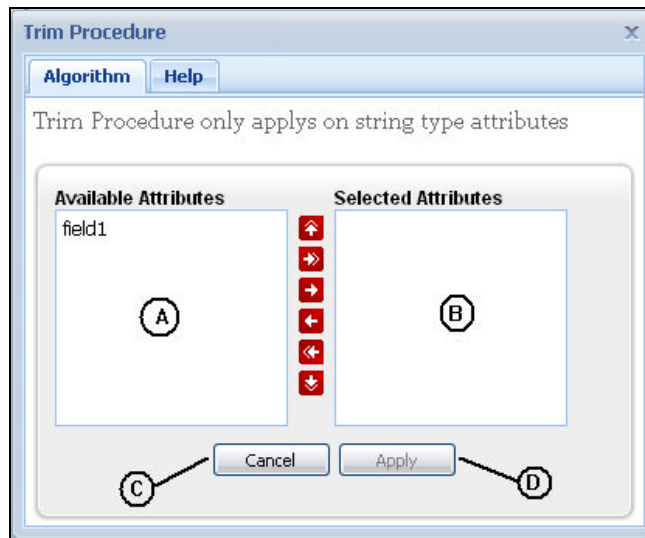 Trim Procedure
Algorithm Help
Trim Procedure only applys on string type attributes
Available Attributes Selected Attributes
field1
A B
Cancel Apply
C D